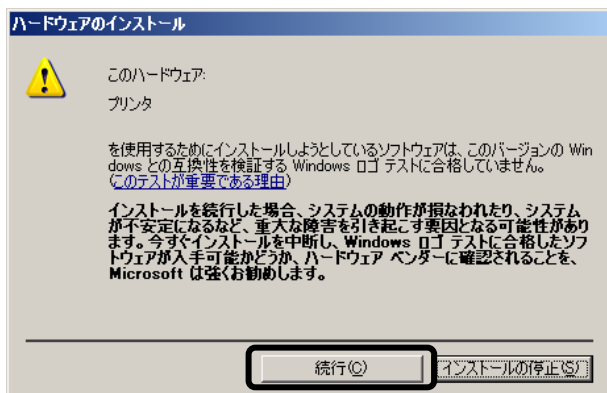 ハードウェアのインストール
このハードウェア:
プリンタ
を使用するためにインストールしようとしているソフトウェアは、このバージョンの Win
dows との互換性を検証する Windows ロゴ テストに合格していません。
(このテストが重要である理由)
インストールを続行した場合、システムの動作が損なわれたり、システム
が不安定になるなど、重大な障害を引き起こす要因となる可能性があり
ます。今すぐインストールを中断し、Windows ロゴ テストに合格したソフ
トウェアが入手可能かどうか、ハードウェア ベンダーに確認されることを、
Microsoft は強くお勧めします。
続行(C)
インストールの停止(S)